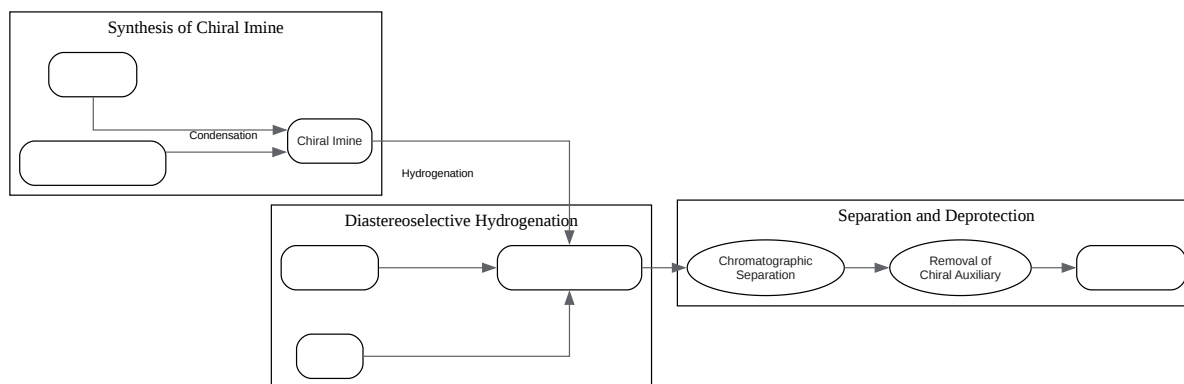 Synthesis of Chiral Imine
Condensation
Chiral Imine
Hydrogenation
Diastereoselective Hydrogenation
Separation and Deprotection
Chromatographic
Separation
Removal of
Chiral Auxiliary